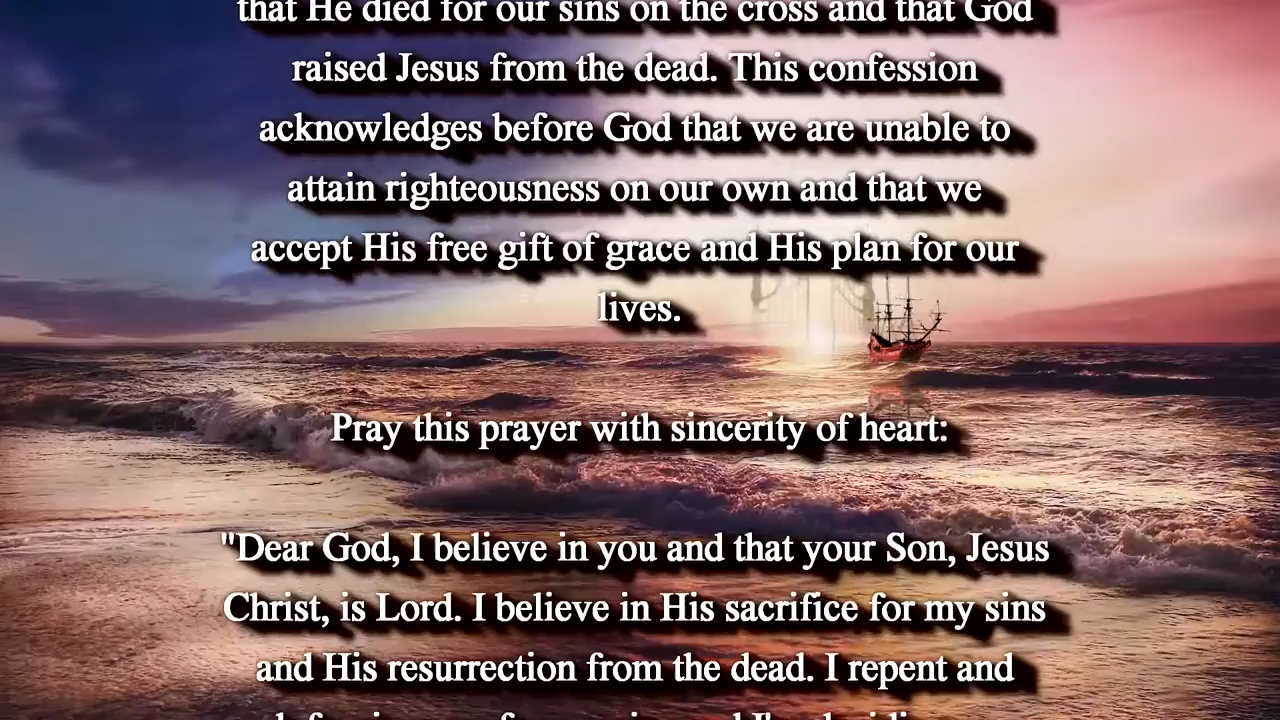 that He died for our sins on the cross and that God
raised Jesus from the dead. This confession
acknowledges before God that we are unable to
attain righteousness on our own and that we
accept His free gift of grace and His plan for our
lives.
Pray this prayer with sincerity of heart:
"Dear God, I believe in you and that your Son, Jesus
Christ, is Lord. I believe in His sacrifice for my sins
and His resurrection from the dead. I repent and